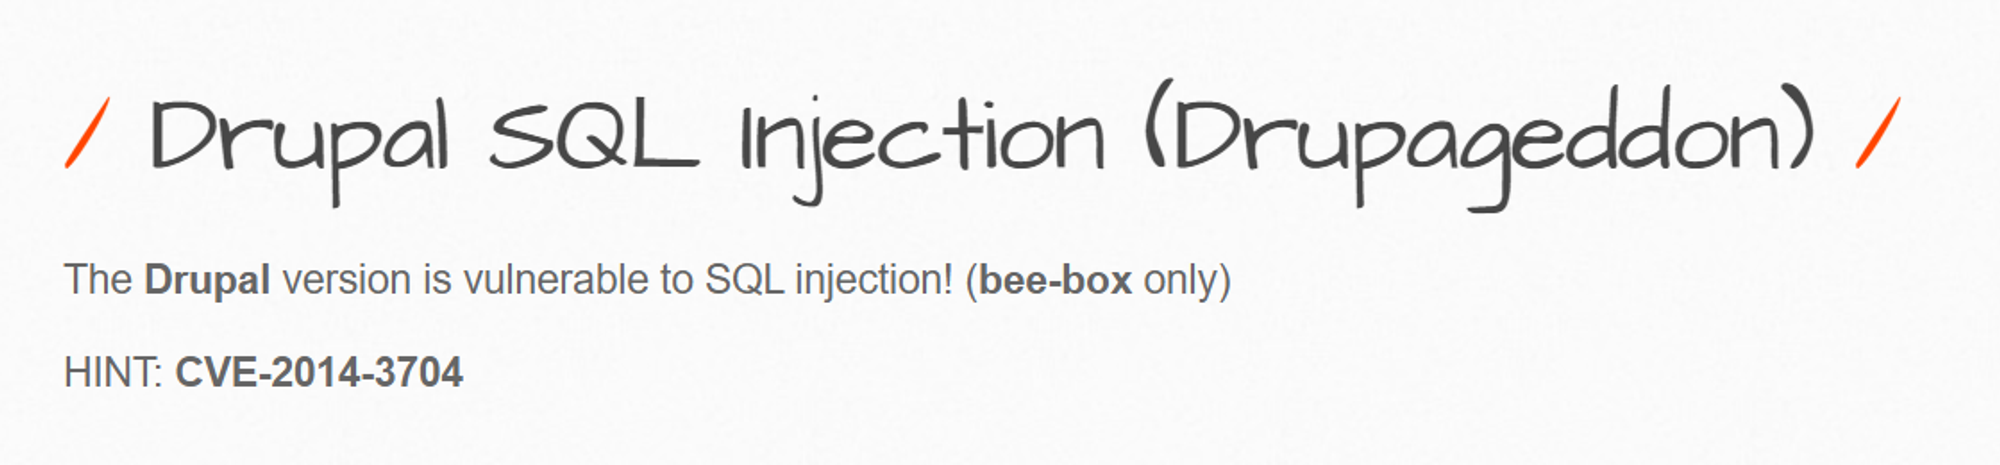 / Drupal SQL Injection (Drupageddon) /
The Drupal version is vulnerable to SQL injection! (bee-box only)
HINT: CVE-2014-3704